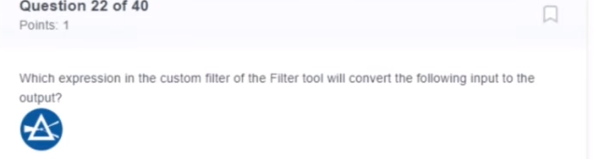 Question 22 of 40
Points: 1
Which expression in the custom filter of the Filter tool will convert the following input to the
output?